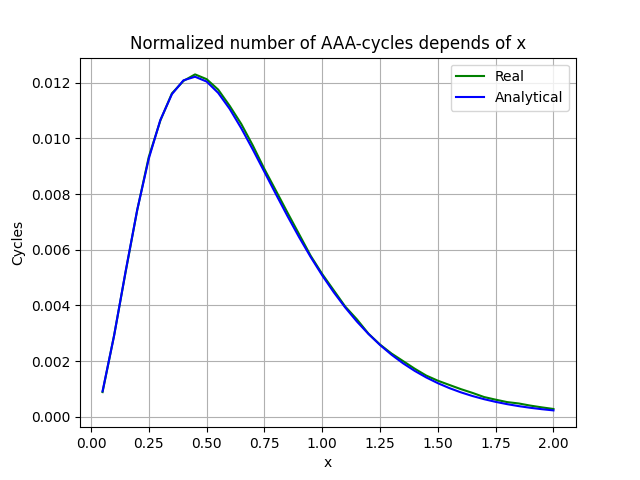 Normalized number of AAA-cycles depends of x
Real
Analytical
0.012
0.010
0.008
0.006
0.004
0.002
0.000
Cycles
0.00 0.25 0.50 0.75 1.00 1.25 1.50 1.75 2.00
x